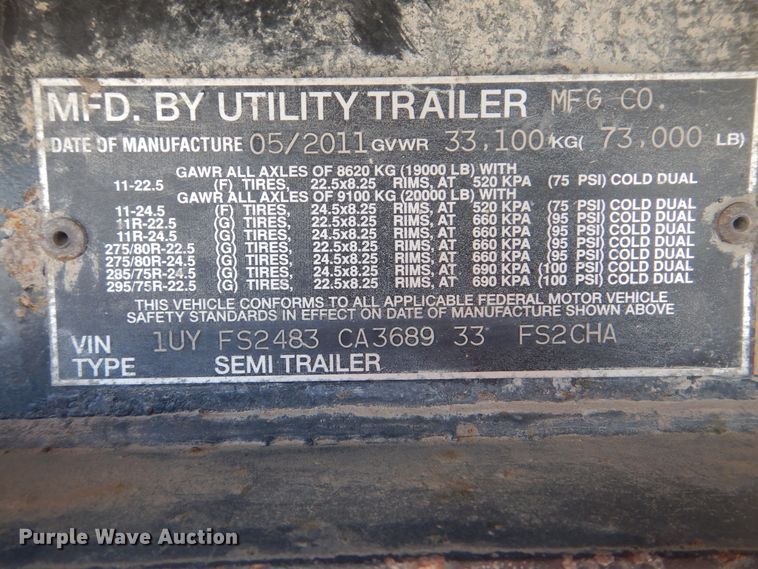 MFD. BY UTILITY TRAILER MFG CO.
DATE OF MANUFACTURE 05/2011 GVWR 33,100 KG( 73,000 LB)
GAWR ALL AXLES OF 8620 KG (19000 LB) WITH
11-22.5 (F) TIRES, 22.5x8.25 RIMS, AT 520 KPA (75 PSI) COLD DUAL
GAWR ALL AXLES OF 9100 KG (20000 LB) WITH
11-24.5 (F) TIRES, 24.5x8.25 RIMS, AT 520 KPA (75 PSI) COLD DUAL
11R-22.5 (G) TIRES, 22.5x8.25 RIMS, AT 660 KPA (95 PSI) COLD DUAL
11R-24.5 (G) TIRES, 24.5x8.25 RIMS, AT 660 KPA (95 PSI) COLD DUAL
275/80R-22.5 (G) TIRES, 22.5x8.25 RIMS, AT 660 KPA (95 PSI) COLD DUAL
275/80R-24.5 (G) TIRES, 24.5x8.25 RIMS, AT 660 KPA (95 PSI) COLD DUAL
285/75R-24.5 (G) TIRES, 24.5x8.25 RIMS, AT 690 KPA (100 PSI) COLD DUAL
295/75R-22.5 (G) TIRES, 22.5x8.25 RIMS, AT 690 KPA (100 PSI) COLD DUAL
THIS VEHICLE CONFORMS TO ALL APPLICABLE FEDERAL MOTOR VEHICLE
SAFETY STANDARDS IN EFFECT ON DATE OF MANUFACTURE SHOWN ABOVE
VIN 1UY FS2483 CA3689 33 FS2CHA
TYPE SEMI TRAILER
Purple Wave Auction